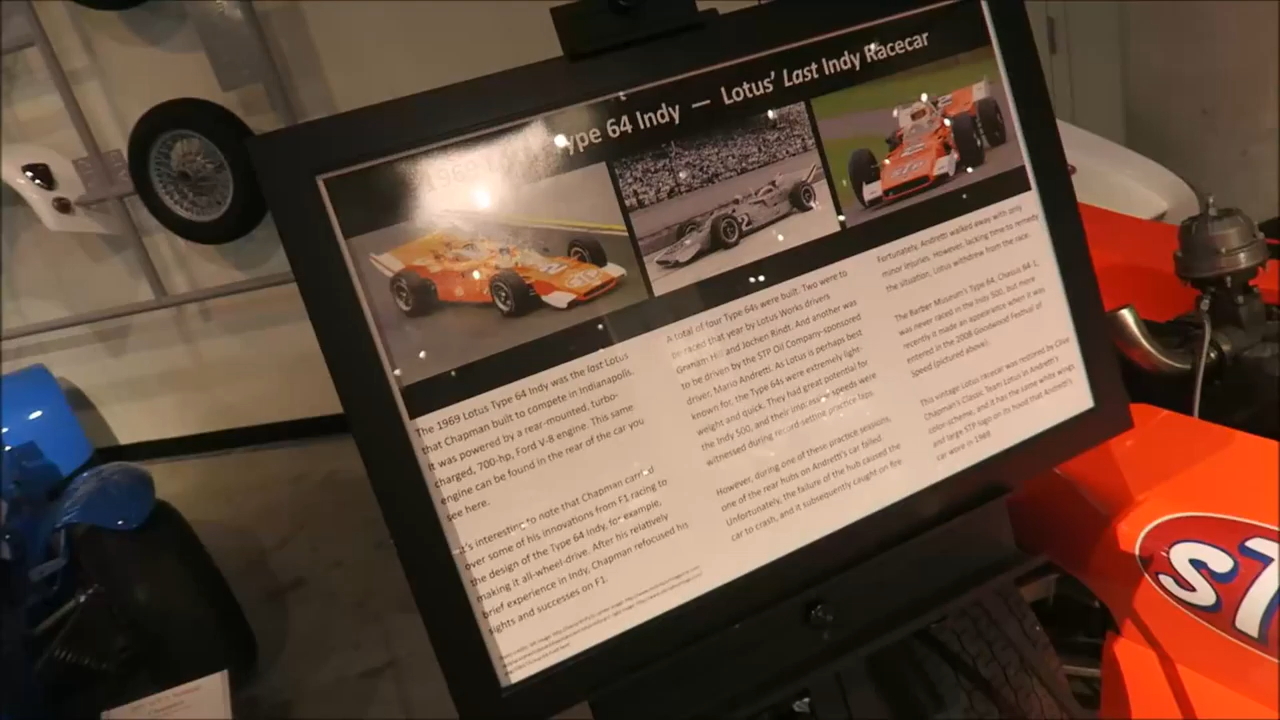 1969 Type 64 Indy — Lotus' Last Indy Racecar
The 1969 Lotus Type 64 Indy was the last Lotus
that Chapman built to compete in Indianapolis.
It was powered by a rear-mounted, turbo-
charged, 700-hp, Ford V-8 engine. This same
engine can be found in the rear of the car you
see here.
It's interesting to note that Chapman carried
over some of his innovations from F1 racing to
the design of the Type 64 Indy, for example,
making it all-wheel-drive. After his relatively
brief experience in Indy, Chapman refocused his
sights and successes on F1.
A total of four Type 64s were built. Two were to
be raced that year by Lotus Works drivers
Graham Hill and Jochen Rindt. And another was
to be driven by the STP Oil Company-sponsored
driver, Mario Andretti. As Lotus is perhaps best
known for, the Type 64s were extremely light-
weight and quick. They had great potential for
the Indy 500, and their impressive speeds were
witnessed during record-setting practice laps.
However, during one of these practice sessions,
one of the rear hubs on Andretti's car failed.
Unfortunately, the failure of the hub caused the
car to crash, and it subsequently caught on fire.
Fortunately, Andretti walked away with only
minor injuries. However, lacking time to remedy
the situation, Lotus withdrew from the race.
The Barber Museum's Type 64, Chassis 64-1,
was never raced in the Indy 500, but more
recently it made an appearance when it was
entered in the 2008 Goodwood Festival of
Speed (pictured above).
This vintage Lotus racecar was restored by Clive
Chapman's Classic Team Lotus in Andretti's
color scheme, and it has the same white wings
and large STP logo on its hood that Andretti's
car wore in 1969
ST